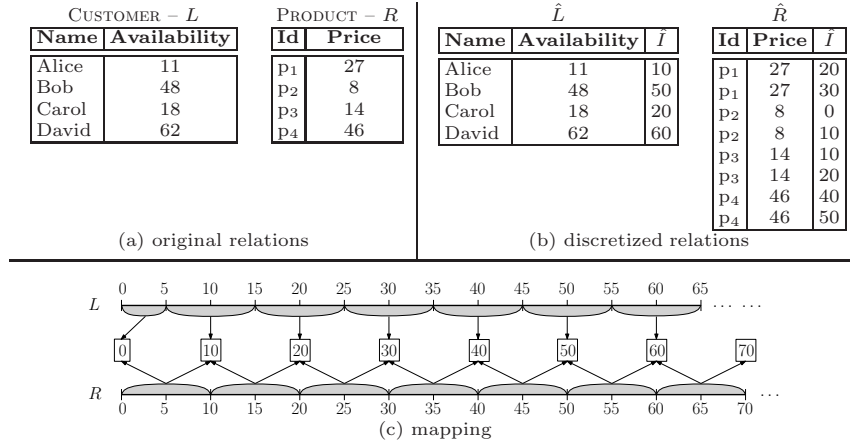 CUSTOMER – L
Name Availability
Alice 11
Bob 48
Carol 18
David 62
PRODUCT – R
Id Price
p1 27
p2 8
p3 14
p4 46
(a) original relations
L̂
Name Availability Î
Alice 11 10
Bob 48 50
Carol 18 20
David 62 60
R̂
Id Price Î
p1 27 20
p1 27 30
p2 8 0
p2 8 10
p3 14 10
p3 14 20
p4 46 40
p4 46 50
(b) discretized relations
0 5 10 15 20 25 30 35 40 45 50 55 60 65
L ··· ···
0 10 20 30 40 50 60 70
R ···
0 5 10 15 20 25 30 35 40 45 50 55 60 65 70
(c) mapping